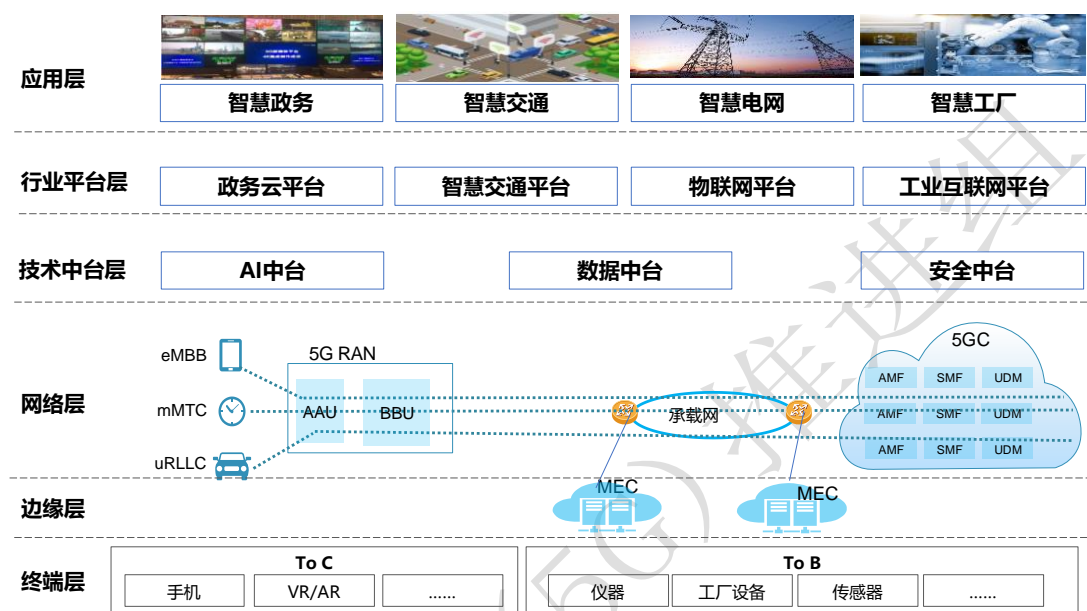 应用层
智慧政务
智慧交通
智慧电网
智慧工厂
行业平台层
政务云平台
智慧交通平台
物联网平台
工业互联网平台
技术中台层
AI中台
数据中台
安全中台
网络层
eMBB
mMTC
uRLLC
5G RAN
AAU
BBU
承载网
5GC
AMF SMF UDM
AMF SMF UDM
AMF SMF UDM
边缘层
MEC
MEC
终端层
To C
手机
VR/AR
……
To B
仪器
工厂设备
传感器
……
5G) 推进组